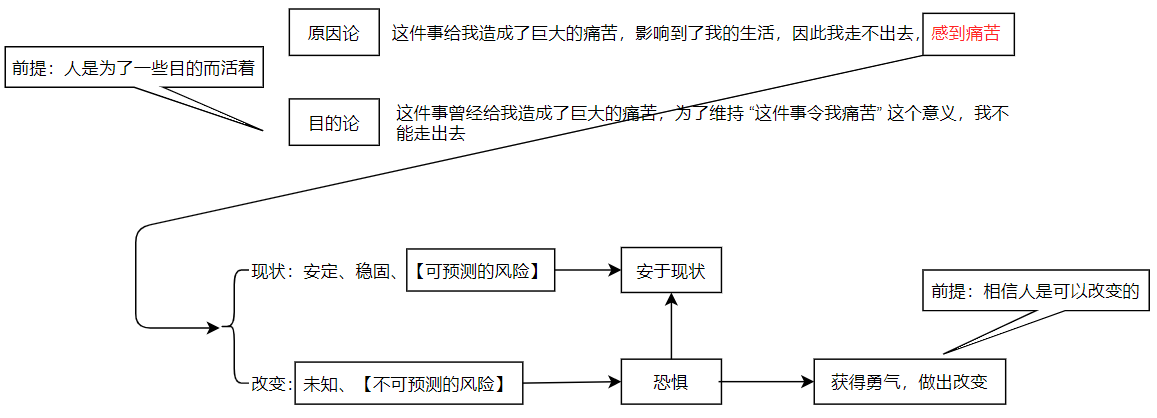 原因论
这件事给我造成了巨大的痛苦，影响到了我的生活，因此我走不出去，感到痛苦
前提：人是为了一些目的而活着
目的论
这件事曾经给我造成了巨大的痛苦，为了维持 “这件事令我痛苦” 这个意义，我不
能走出去
现状：安定、稳固、【可预测的风险】
安于现状
前提：相信人是可以改变的
改变：未知、【不可预测的风险】
恐惧
获得勇气，做出改变